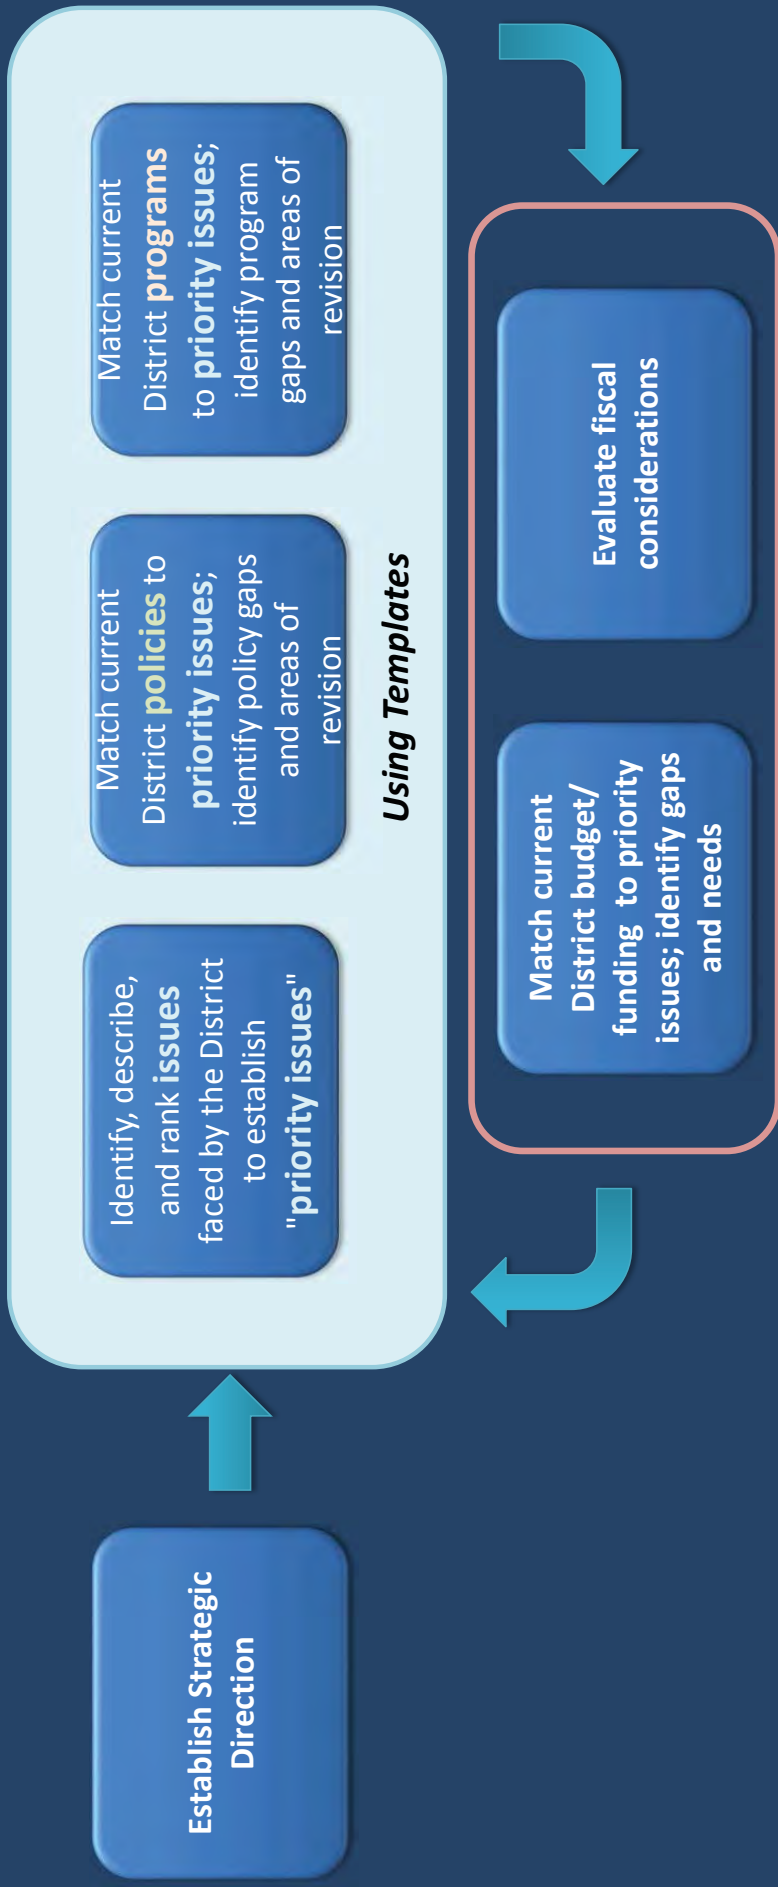 Establish Strategic
Direction
Identify, describe,
and rank issues
faced by the District
to establish
"priority issues"
Match current
District policies to
priority issues;
identify policy gaps
and areas of
revision
Match current
District programs
to priority issues;
identify program
gaps and areas of
revision
Using Templates
Match current
District budget/
funding to priority
issues; identify gaps
and needs
Evaluate fiscal
considerations